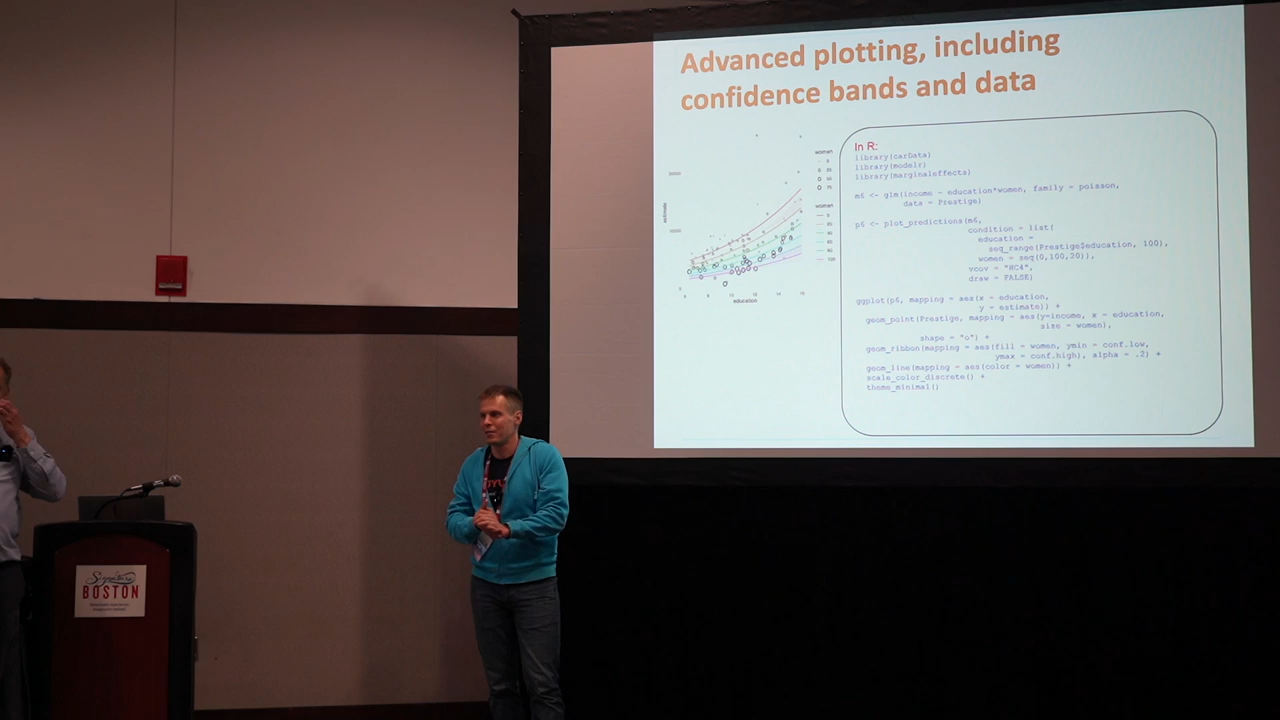 Advanced plotting, including
confidence bands and data
In R:
library(carData)
library(modelr)
library(marginaleffects)
m6 <- glm(income ~ education*women, family = poisson,
data = Prestige)
p6 <- plot_predictions(m6,
condition = list(
education =
seq_range(Prestige$education, 100),
women = seq(0,100,20)),
vcov = "HC4",
draw = FALSE)
ggplot(p6, mapping = aes(x = education,
y = estimate)) +
geom_point(Prestige, mapping = aes(y=income, x = education,
size = women),
shape = "o") +
geom_ribbon(mapping = aes(fill = women, ymin = conf.low,
ymax = conf.high), alpha = .2) +
geom_line(mapping = aes(color = women)) +
scale_color_discrete() +
theme_minimal()
women
women
estimate
education
Signature
BOSTON